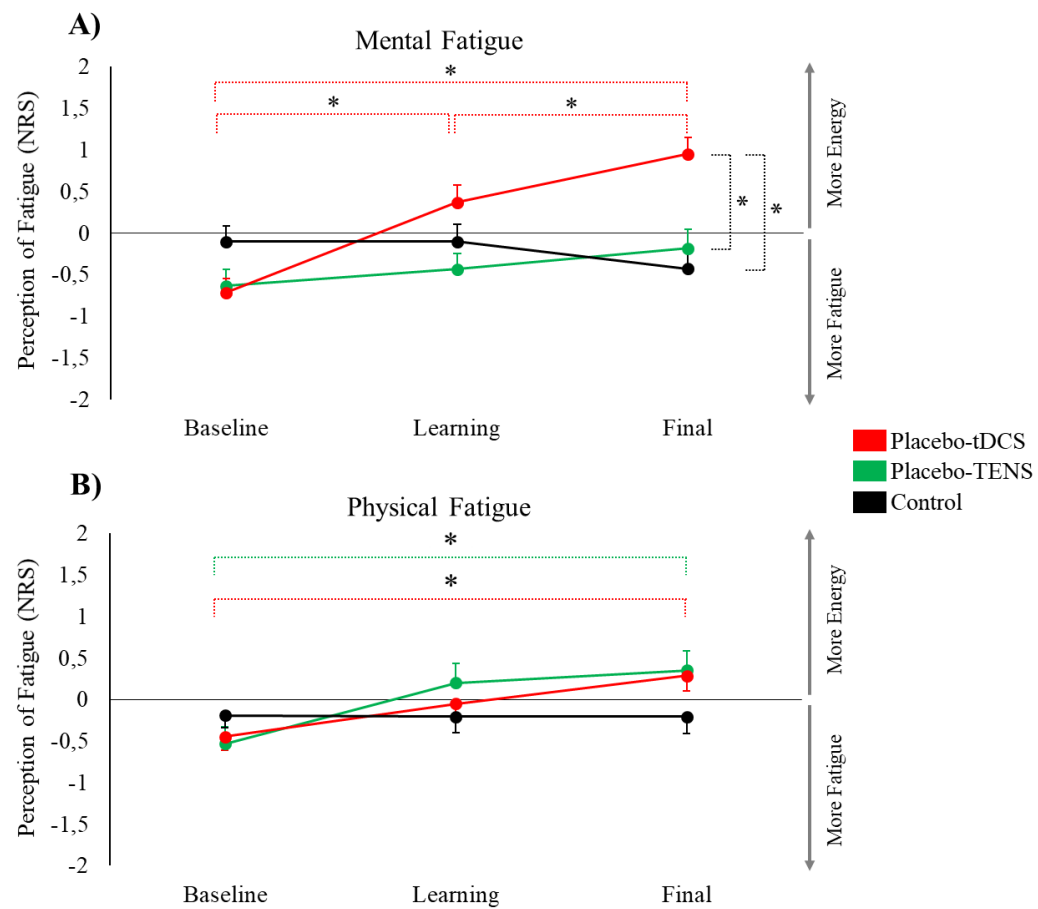 A)
Mental Fatigue
Perception of Fatigue (NRS)
2
1,5
1
0,5
0
-0,5
-1
-1,5
-2
*
*
*
*
*
More Energy
More Fatigue
Baseline
Learning
Final
Placebo-tDCS
Placebo-TENS
Control
B)
Physical Fatigue
Perception of Fatigue (NRS)
2
1,5
1
0,5
0
-0,5
-1
-1,5
-2
*
*
More Energy
More Fatigue
Baseline
Learning
Final